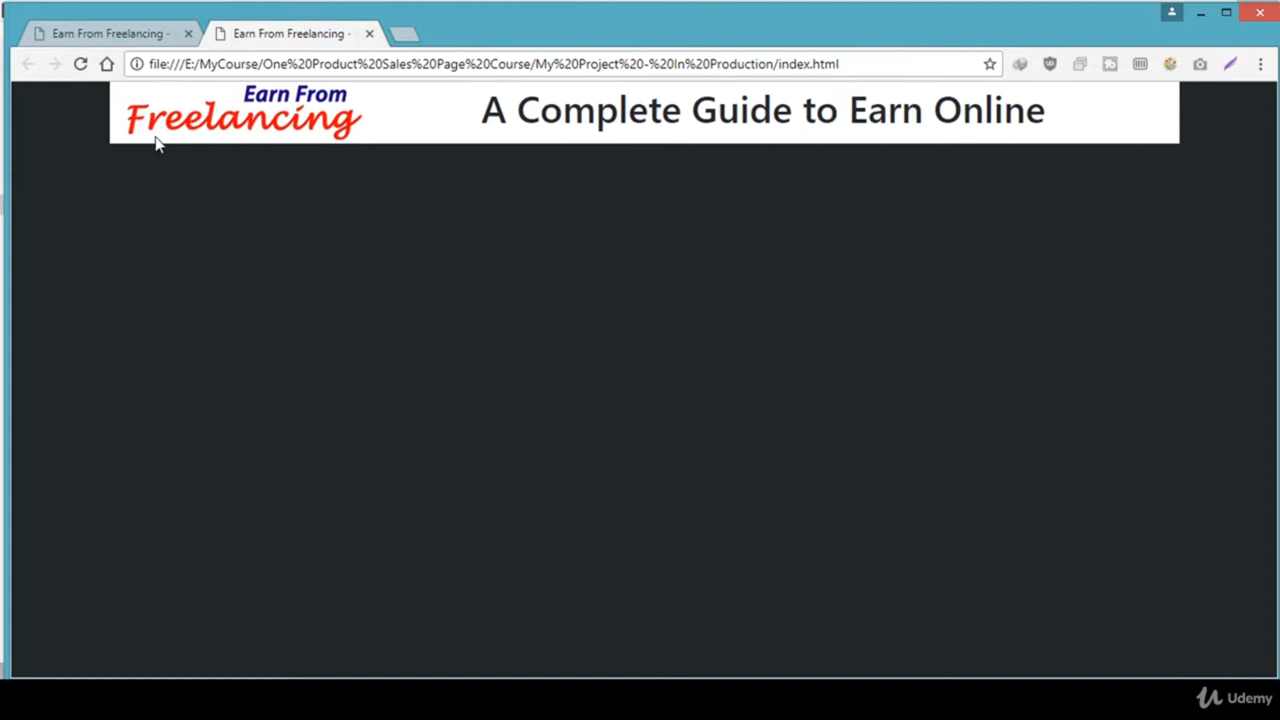 Earn From Freelancing -
Earn From Freelancing -
file:///E:/MyCourse/One%20Product%20Sales%20Page%20Course/My%20Project%20-%20In%20Production/index.html
Earn From
Freelancing
A Complete Guide to Earn Online
Udemy